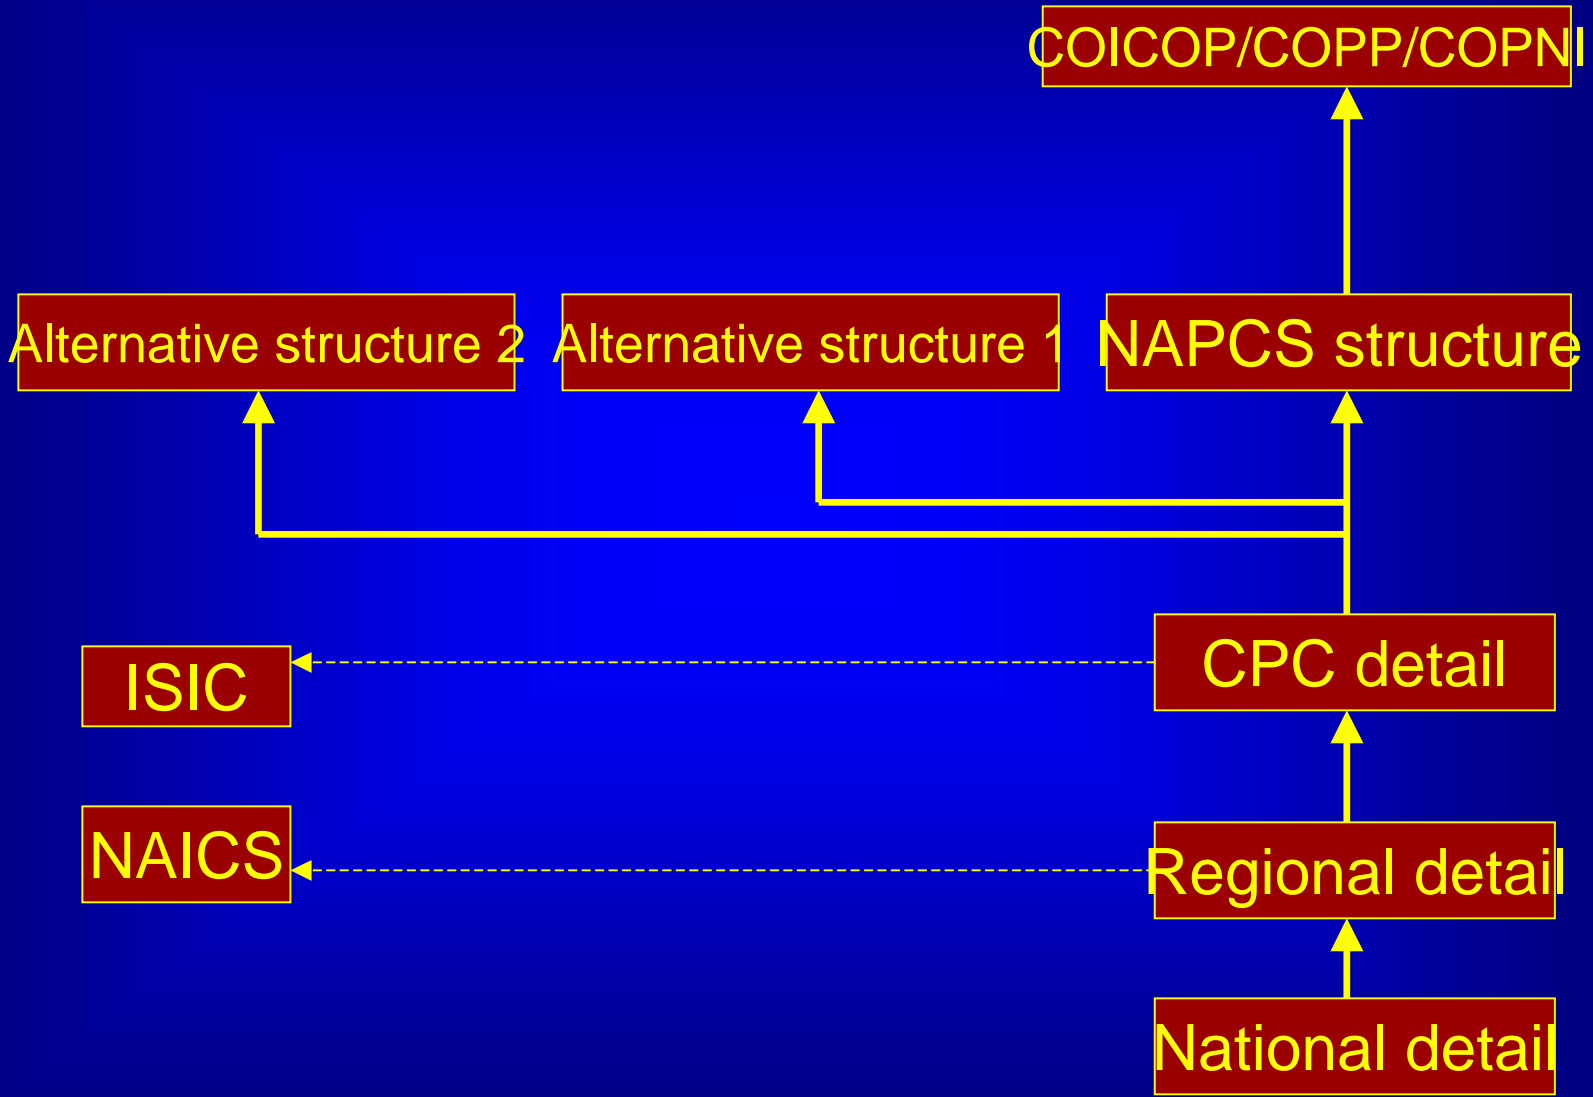 COICOP/COPP/COPNI
Alternative structure 2
Alternative structure 1
NAPCS structure
ISIC
CPC detail
NAICS
Regional detail
National detail